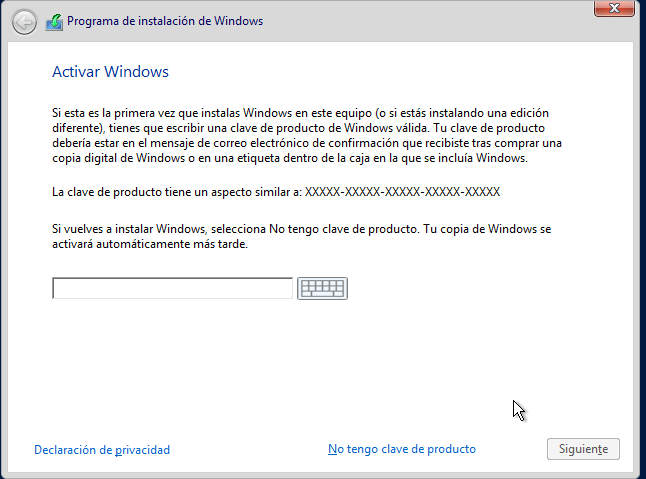 Programa de instalación de Windows
Activar Windows
Si esta es la primera vez que instalas Windows en este equipo (o si estás instalando una edición
diferente), tienes que escribir una clave de producto de Windows válida. Tu clave de producto
debería estar en el mensaje de correo electrónico de confirmación que recibiste tras comprar una
copia digital de Windows o en una etiqueta dentro de la caja en la que se incluía Windows.
La clave de producto tiene un aspecto similar a: XXXXX-XXXXX-XXXXX-XXXXX-XXXXX
Si vuelves a instalar Windows, selecciona No tengo clave de producto. Tu copia de Windows se
activará automáticamente más tarde.
Declaración de privacidad
No tengo clave de producto
Siguiente